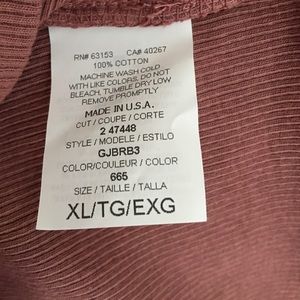 RN# 63153 CA# 40267
100% COTTON
MACHINE WASH COLD
WITH LIKE COLORS, DO NOT
BLEACH, TUMBLE DRY LOW
REMOVE PROMPTLY
MADE IN U.S.A.
CUT / COUPE / CORTE
2 47448
STYLE / MODELE / ESTILO
GJBRB3
COLOR/COULEUR / COLOR
665
SIZE / TAILLE / TALLA
XL/TG/EXG